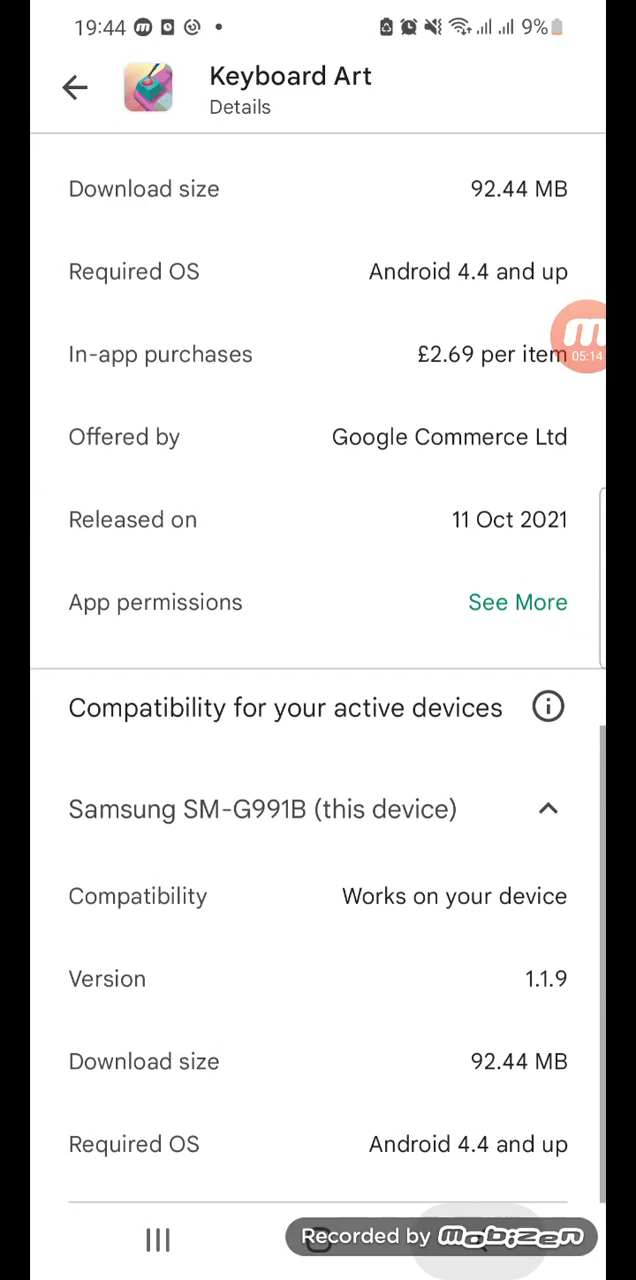 19:44 9%
Keyboard Art
Details
Download size 92.44 MB
Required OS Android 4.4 and up
In-app purchases £2.69 per item
m
05:14
Offered by Google Commerce Ltd
Released on 11 Oct 2021
App permissions See More
Compatibility for your active devices
Samsung SM-G991B (this device)
Compatibility Works on your device
Version 1.1.9
Download size 92.44 MB
Required OS Android 4.4 and up
Recorded by mobizen